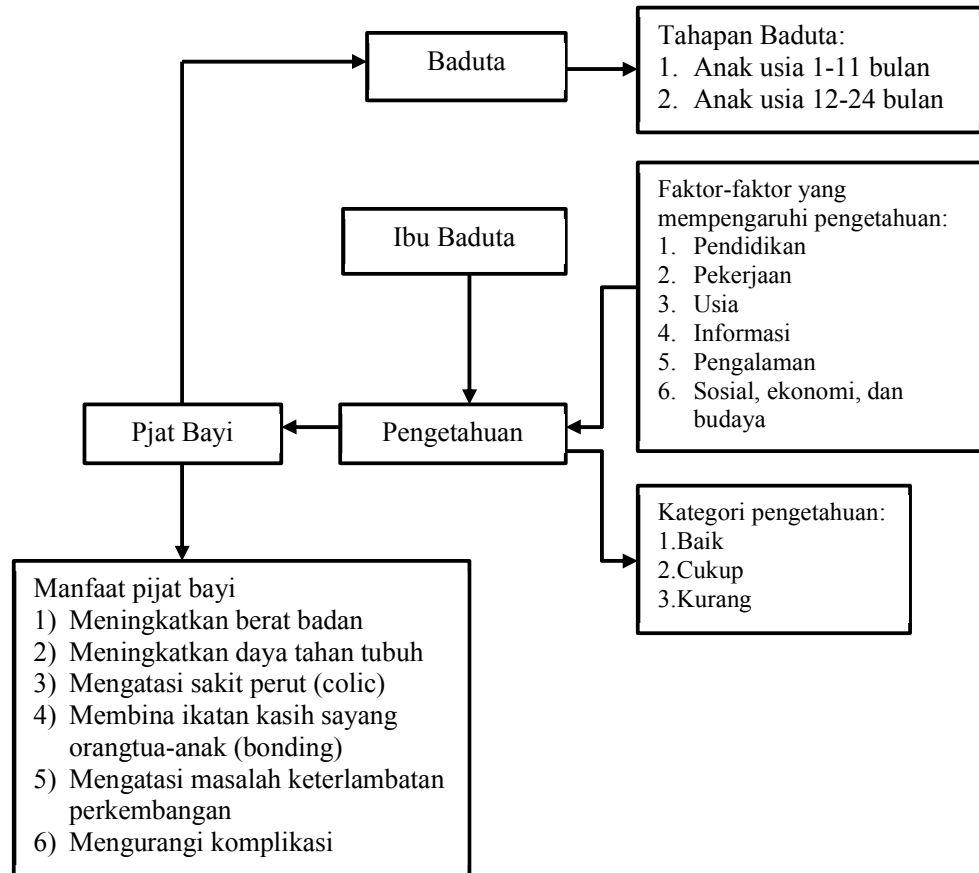 Baduta
Tahapan Baduta:
1. Anak usia 1-11 bulan
2. Anak usia 12-24 bulan
Ibu Baduta
Faktor-faktor yang
mempengaruhi pengetahuan:
1. Pendidikan
2. Pekerjaan
3. Usia
4. Informasi
5. Pengalaman
6. Sosial, ekonomi, dan
budaya
Pjat Bayi
Pengetahuan
Kategori pengetahuan:
1.Baik
2.Cukup
3.Kurang
Manfaat pijat bayi
1) Meningkatkan berat badan
2) Meningkatkan daya tahan tubuh
3) Mengatasi sakit perut (colic)
4) Membina ikatan kasih sayang
orangtua-anak (bonding)
5) Mengatasi masalah keterlambatan
perkembangan
6) Mengurangi komplikasi